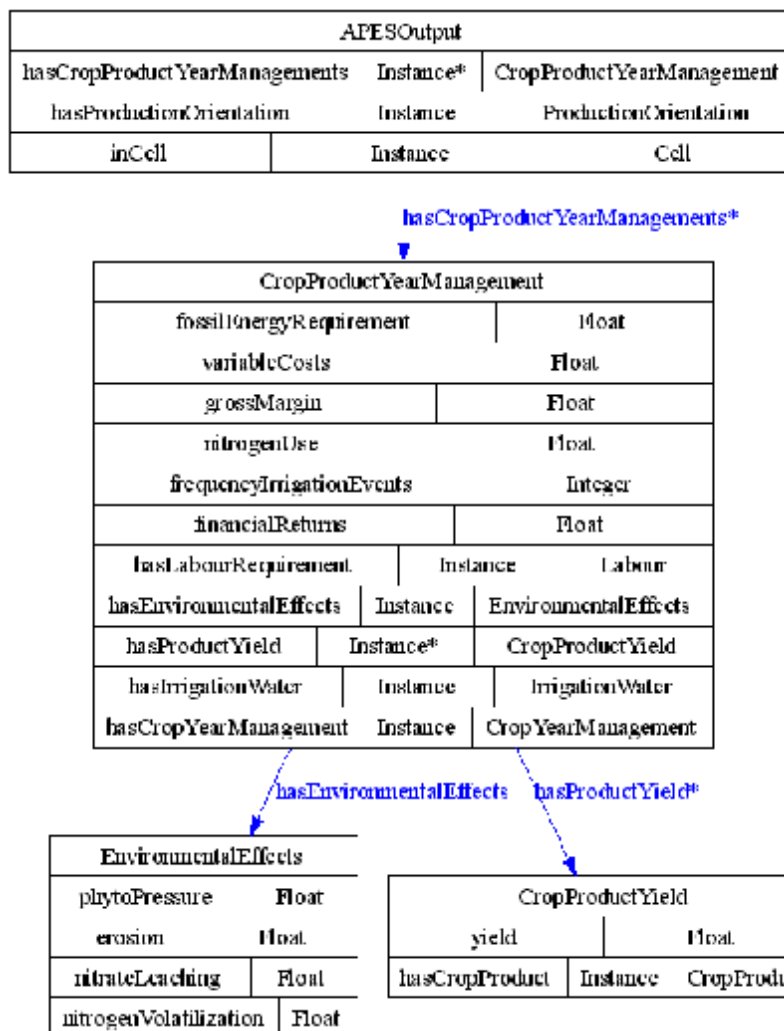 APESOutput
hasCropProductYearManagements Instance* CropProductYearManagement
hasProductionOrientation Instance ProductionOrientation
inCell Instance Cell
hasCropProductYearManagements*
CropProductYearManagement
fossilEnergyRequirement Float
variableCosts Float
grossMargin Float
nitrogenUse Float
frequencyIrrigationEvents Integer
financialReturns Float
hasLabourRequirement Instance Labour
hasEnvironmentalEffects Instance EnvironmentalEffects
hasProductYield Instance* CropProductYield
hasIrrigationWater Instance IrrigationWater
hasCropYearManagement Instance CropYearManagement
hasEnvironmentalEffects hasProductYield*
EnvironmentalEffects
phytoPressure Float
erosion Float
nitrateLeaching Float
nitrogenVolatilization Float
CropProductYield
yield Float
hasCropProduct Instance CropProdu